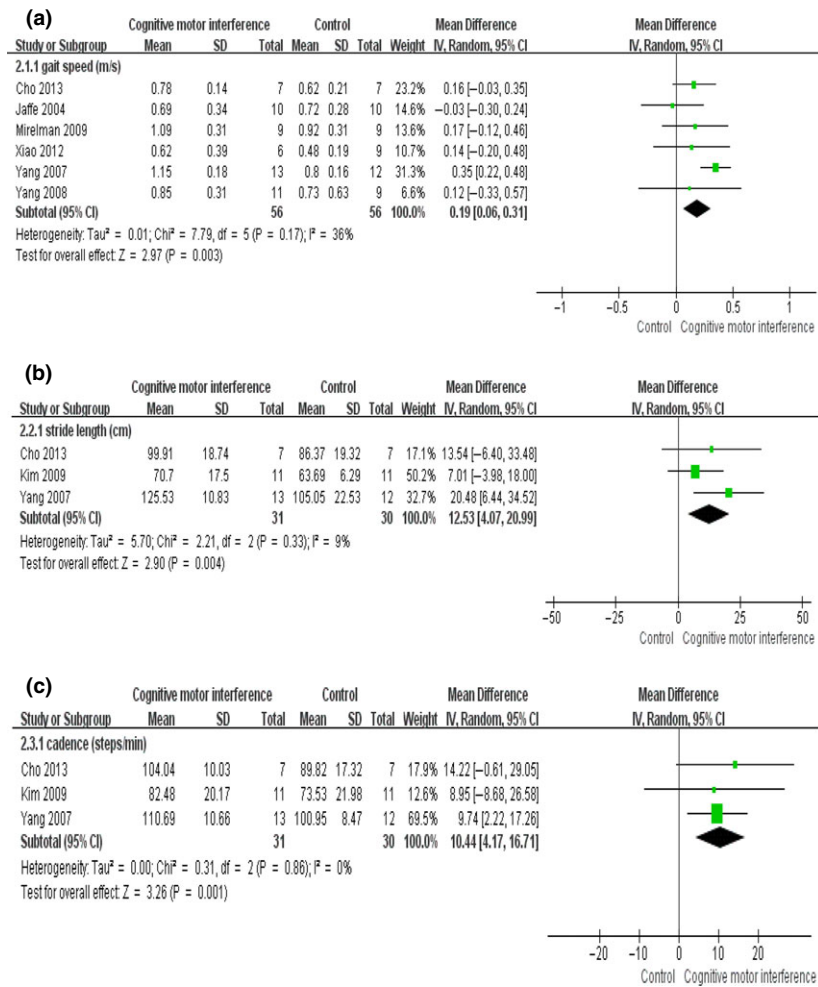 (a)
Cognitive motor interference Control Mean Difference Mean Difference
Study or Subgroup Mean SD Total Mean SD Total Weight IV, Random, 95% CI IV, Random, 95% CI
2.1.1 gait speed (m/s)
Cho 2013 0.78 0.14 7 0.62 0.21 7 23.2% 0.16 [−0.03, 0.35]
Jaffe 2004 0.69 0.34 10 0.72 0.28 10 14.6% −0.03 [−0.30, 0.24]
Mirelman 2009 1.09 0.31 9 0.92 0.31 9 13.6% 0.17 [−0.12, 0.46]
Xiao 2012 0.62 0.39 6 0.48 0.19 9 10.7% 0.14 [−0.20, 0.48]
Yang 2007 1.15 0.18 13 0.8 0.16 12 31.3% 0.35 [0.22, 0.48]
Yang 2008 0.85 0.31 11 0.73 0.63 9 6.6% 0.12 [−0.33, 0.57]
Subtotal (95% CI) 56 56 100.0% 0.19 [0.06, 0.31]
Heterogeneity: Tau² = 0.01; Chi² = 7.79, df = 5 (P = 0.17); I² = 36%
Test for overall effect: Z = 2.97 (P = 0.003)
−1 −0.5 0 0.5 1
Control Cognitive motor interference
(b)
Cognitive motor interference Control Mean Difference Mean Difference
Study or Subgroup Mean SD Total Mean SD Total Weight IV, Random, 95% CI IV, Random, 95% CI
2.2.1 stride length (cm)
Cho 2013 99.91 18.74 7 86.37 19.32 7 17.1% 13.54 [−6.40, 33.48]
Kim 2009 70.7 17.5 11 63.69 6.29 11 50.2% 7.01 [−3.98, 18.00]
Yang 2007 125.53 10.83 13 105.05 22.53 12 32.7% 20.48 [6.44, 34.52]
Subtotal (95% CI) 31 30 100.0% 12.53 [4.07, 20.99]
Heterogeneity: Tau² = 5.70; Chi² = 2.21, df = 2 (P = 0.33); I² = 9%
Test for overall effect: Z = 2.90 (P = 0.004)
−50 −25 0 25 50
Control Cognitive motor interference
(c)
Cognitive motor interference Control Mean Difference Mean Difference
Study or Subgroup Mean SD Total Mean SD Total Weight IV, Random, 95% CI IV, Random, 95% CI
2.3.1 cadence (steps/min)
Cho 2013 104.04 10.03 7 89.82 17.32 7 17.9% 14.22 [−0.61, 29.05]
Kim 2009 82.48 20.17 11 73.53 21.98 11 12.6% 8.95 [−8.68, 26.58]
Yang 2007 110.69 10.66 13 100.95 8.47 12 69.5% 9.74 [2.22, 17.26]
Subtotal (95% CI) 31 30 100.0% 10.44 [4.17, 16.71]
Heterogeneity: Tau² = 0.00; Chi² = 0.31, df = 2 (P = 0.86); I² = 0%
Test for overall effect: Z = 3.26 (P = 0.001)
−20 −10 0 10 20
Control Cognitive motor interference